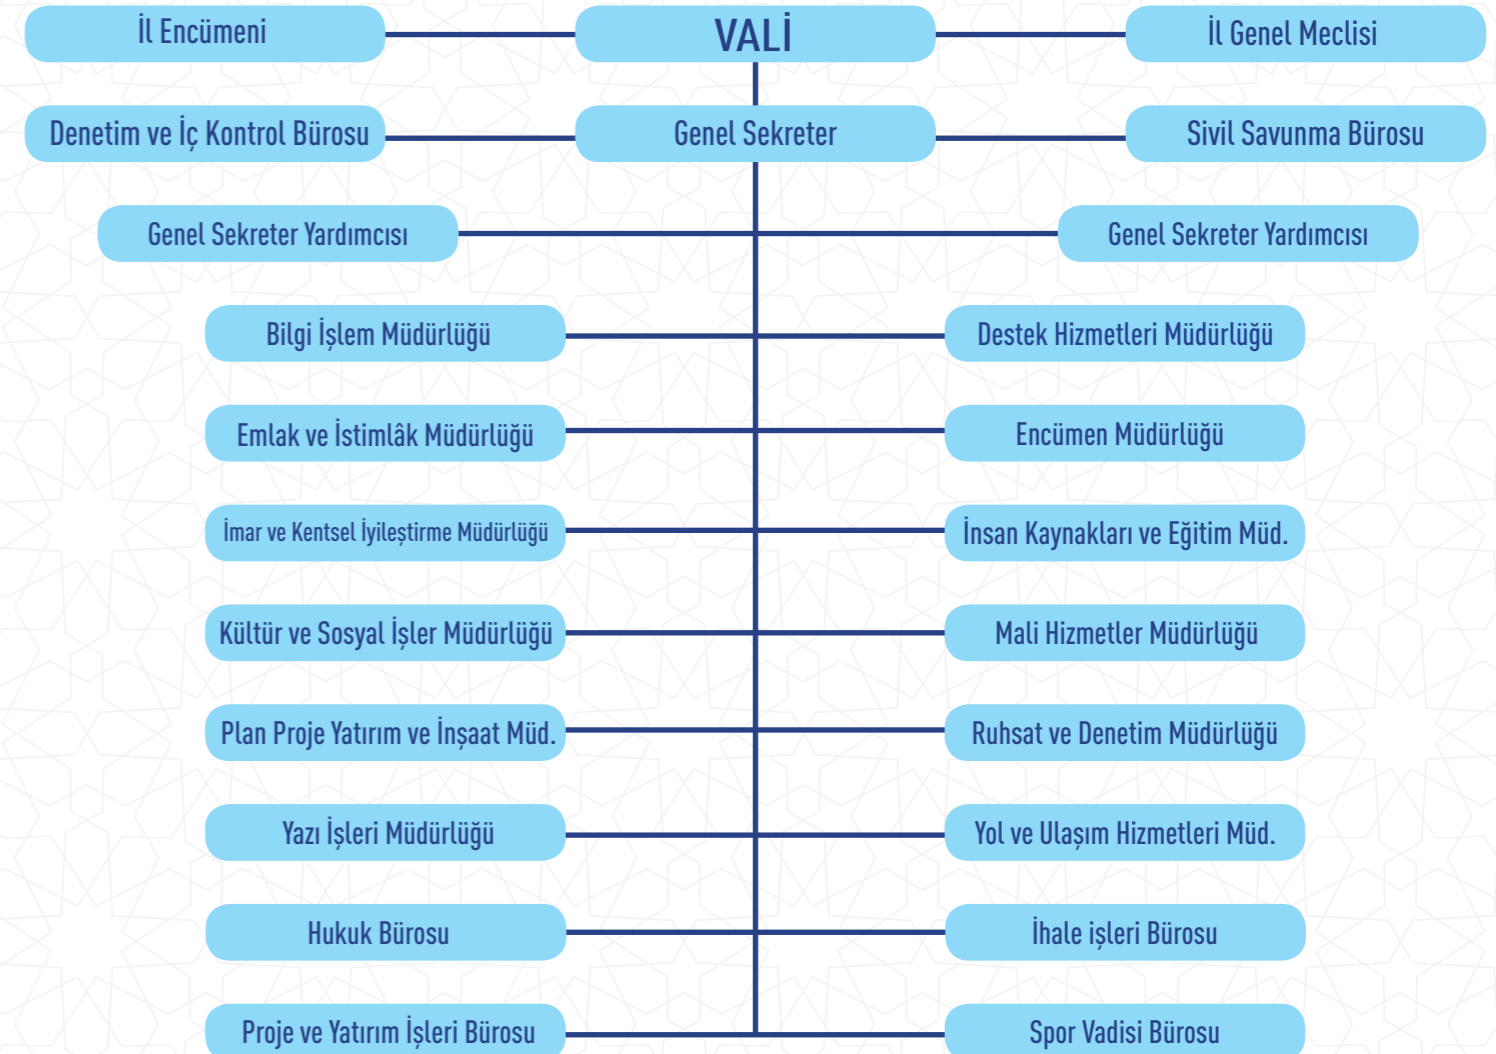 İl Encümeni
VALİ
İl Genel Meclisi
Denetim ve İç Kontrol Bürosu
Genel Sekreter
Sivil Savunma Bürosu
Genel Sekreter Yardımcısı
Genel Sekreter Yardımcısı
Bilgi İşlem Müdürlüğü
Destek Hizmetleri Müdürlüğü
Emlak ve İstimlâk Müdürlüğü
Encümen Müdürlüğü
İmar ve Kentsel İyileştirme Müdürlüğü
İnsan Kaynakları ve Eğitim Müd.
Kültür ve Sosyal İşler Müdürlüğü
Mali Hizmetler Müdürlüğü
Plan Proje Yatırım ve İnşaat Müd.
Ruhsat ve Denetim Müdürlüğü
Yazı İşleri Müdürlüğü
Yol ve Ulaşım Hizmetleri Müd.
Hukuk Bürosu
İhale işleri Bürosu
Proje ve Yatırım İşleri Bürosu
Spor Vadisi Bürosu